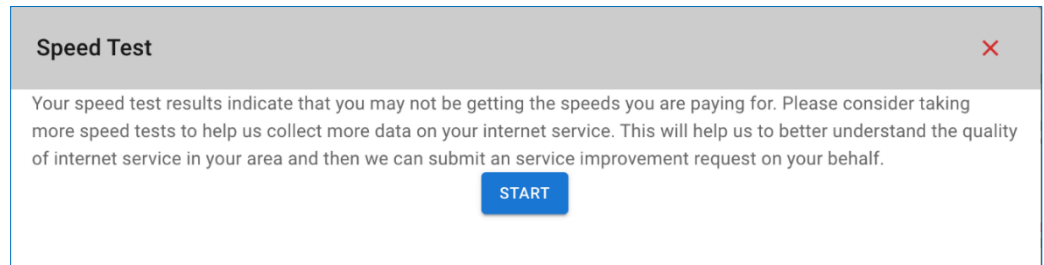 Speed Test
Your speed test results indicate that you may not be getting the speeds you are paying for. Please consider taking
more speed tests to help us collect more data on your internet service. This will help us to better understand the quality
of internet service in your area and then we can submit an service improvement request on your behalf.
START